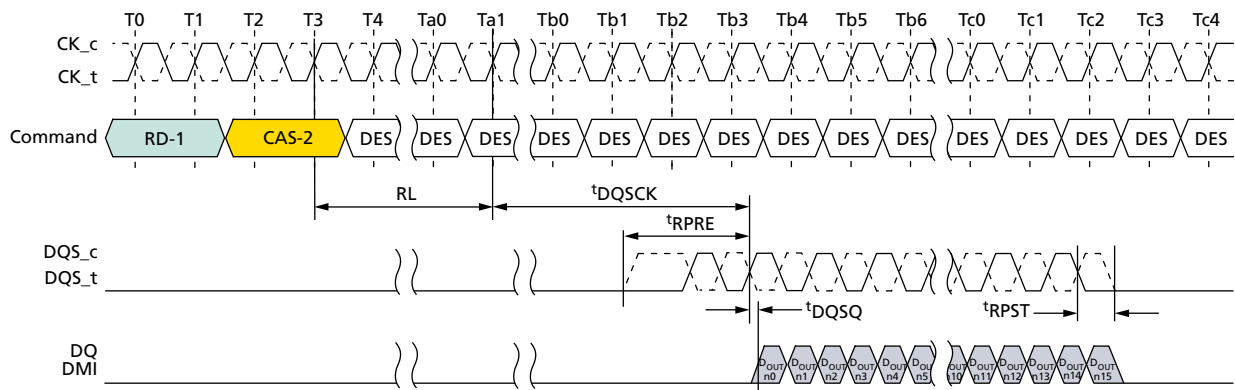 T0 T1 T2 T3 T4 Ta0 Ta1 Tb0 Tb1 Tb2 Tb3 Tb4 Tb5 Tb6 Tc0 Tc1 Tc2 Tc3 Tc4
CK_c
CK_t
Command RD-1 CAS-2 DES DES DES DES DES DES DES DES DES DES DES DES DES DES DES
RL tDQSCK
tRPRE
DQS_c
DQS_t
tDQSQ tRPST
DQ
DMI
DOUT n0 DOUT n1 DOUT n2 DOUT n3 DOUT n4 DOUT n5 DOUT n10 DOUT n11 DOUT n12 DOUT n13 DOUT n14 DOUT n15